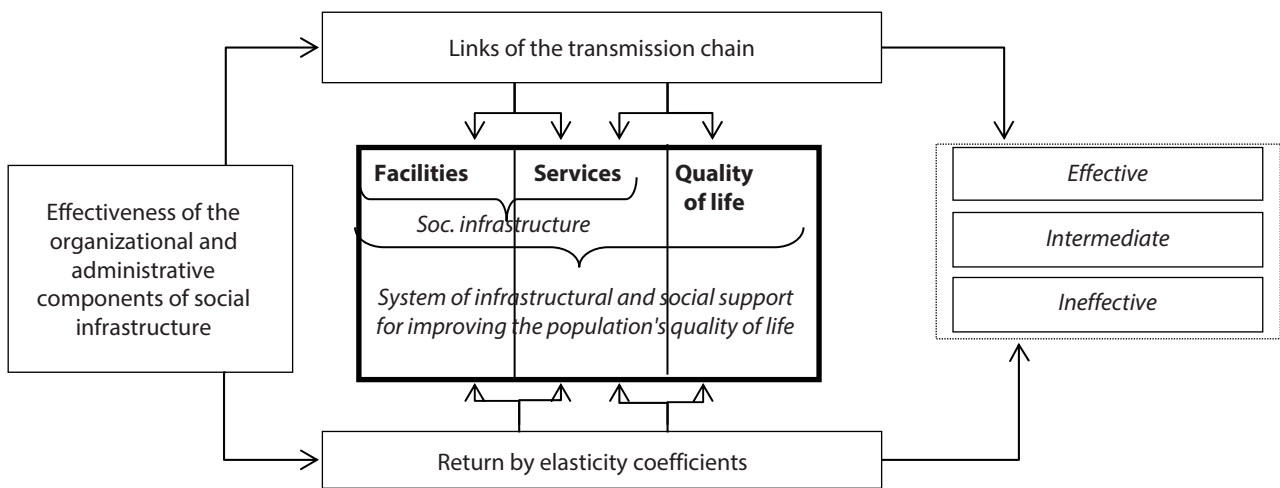 Links of the transmission chain
Effectiveness of the
organizational and
administrative
components of social
infrastructure
Facilities
Services
Quality
of life
Soc. infrastructure
System of infrastructural and social support
for improving the population's quality of life
Effective
Intermediate
Ineffective
Return by elasticity coefficients